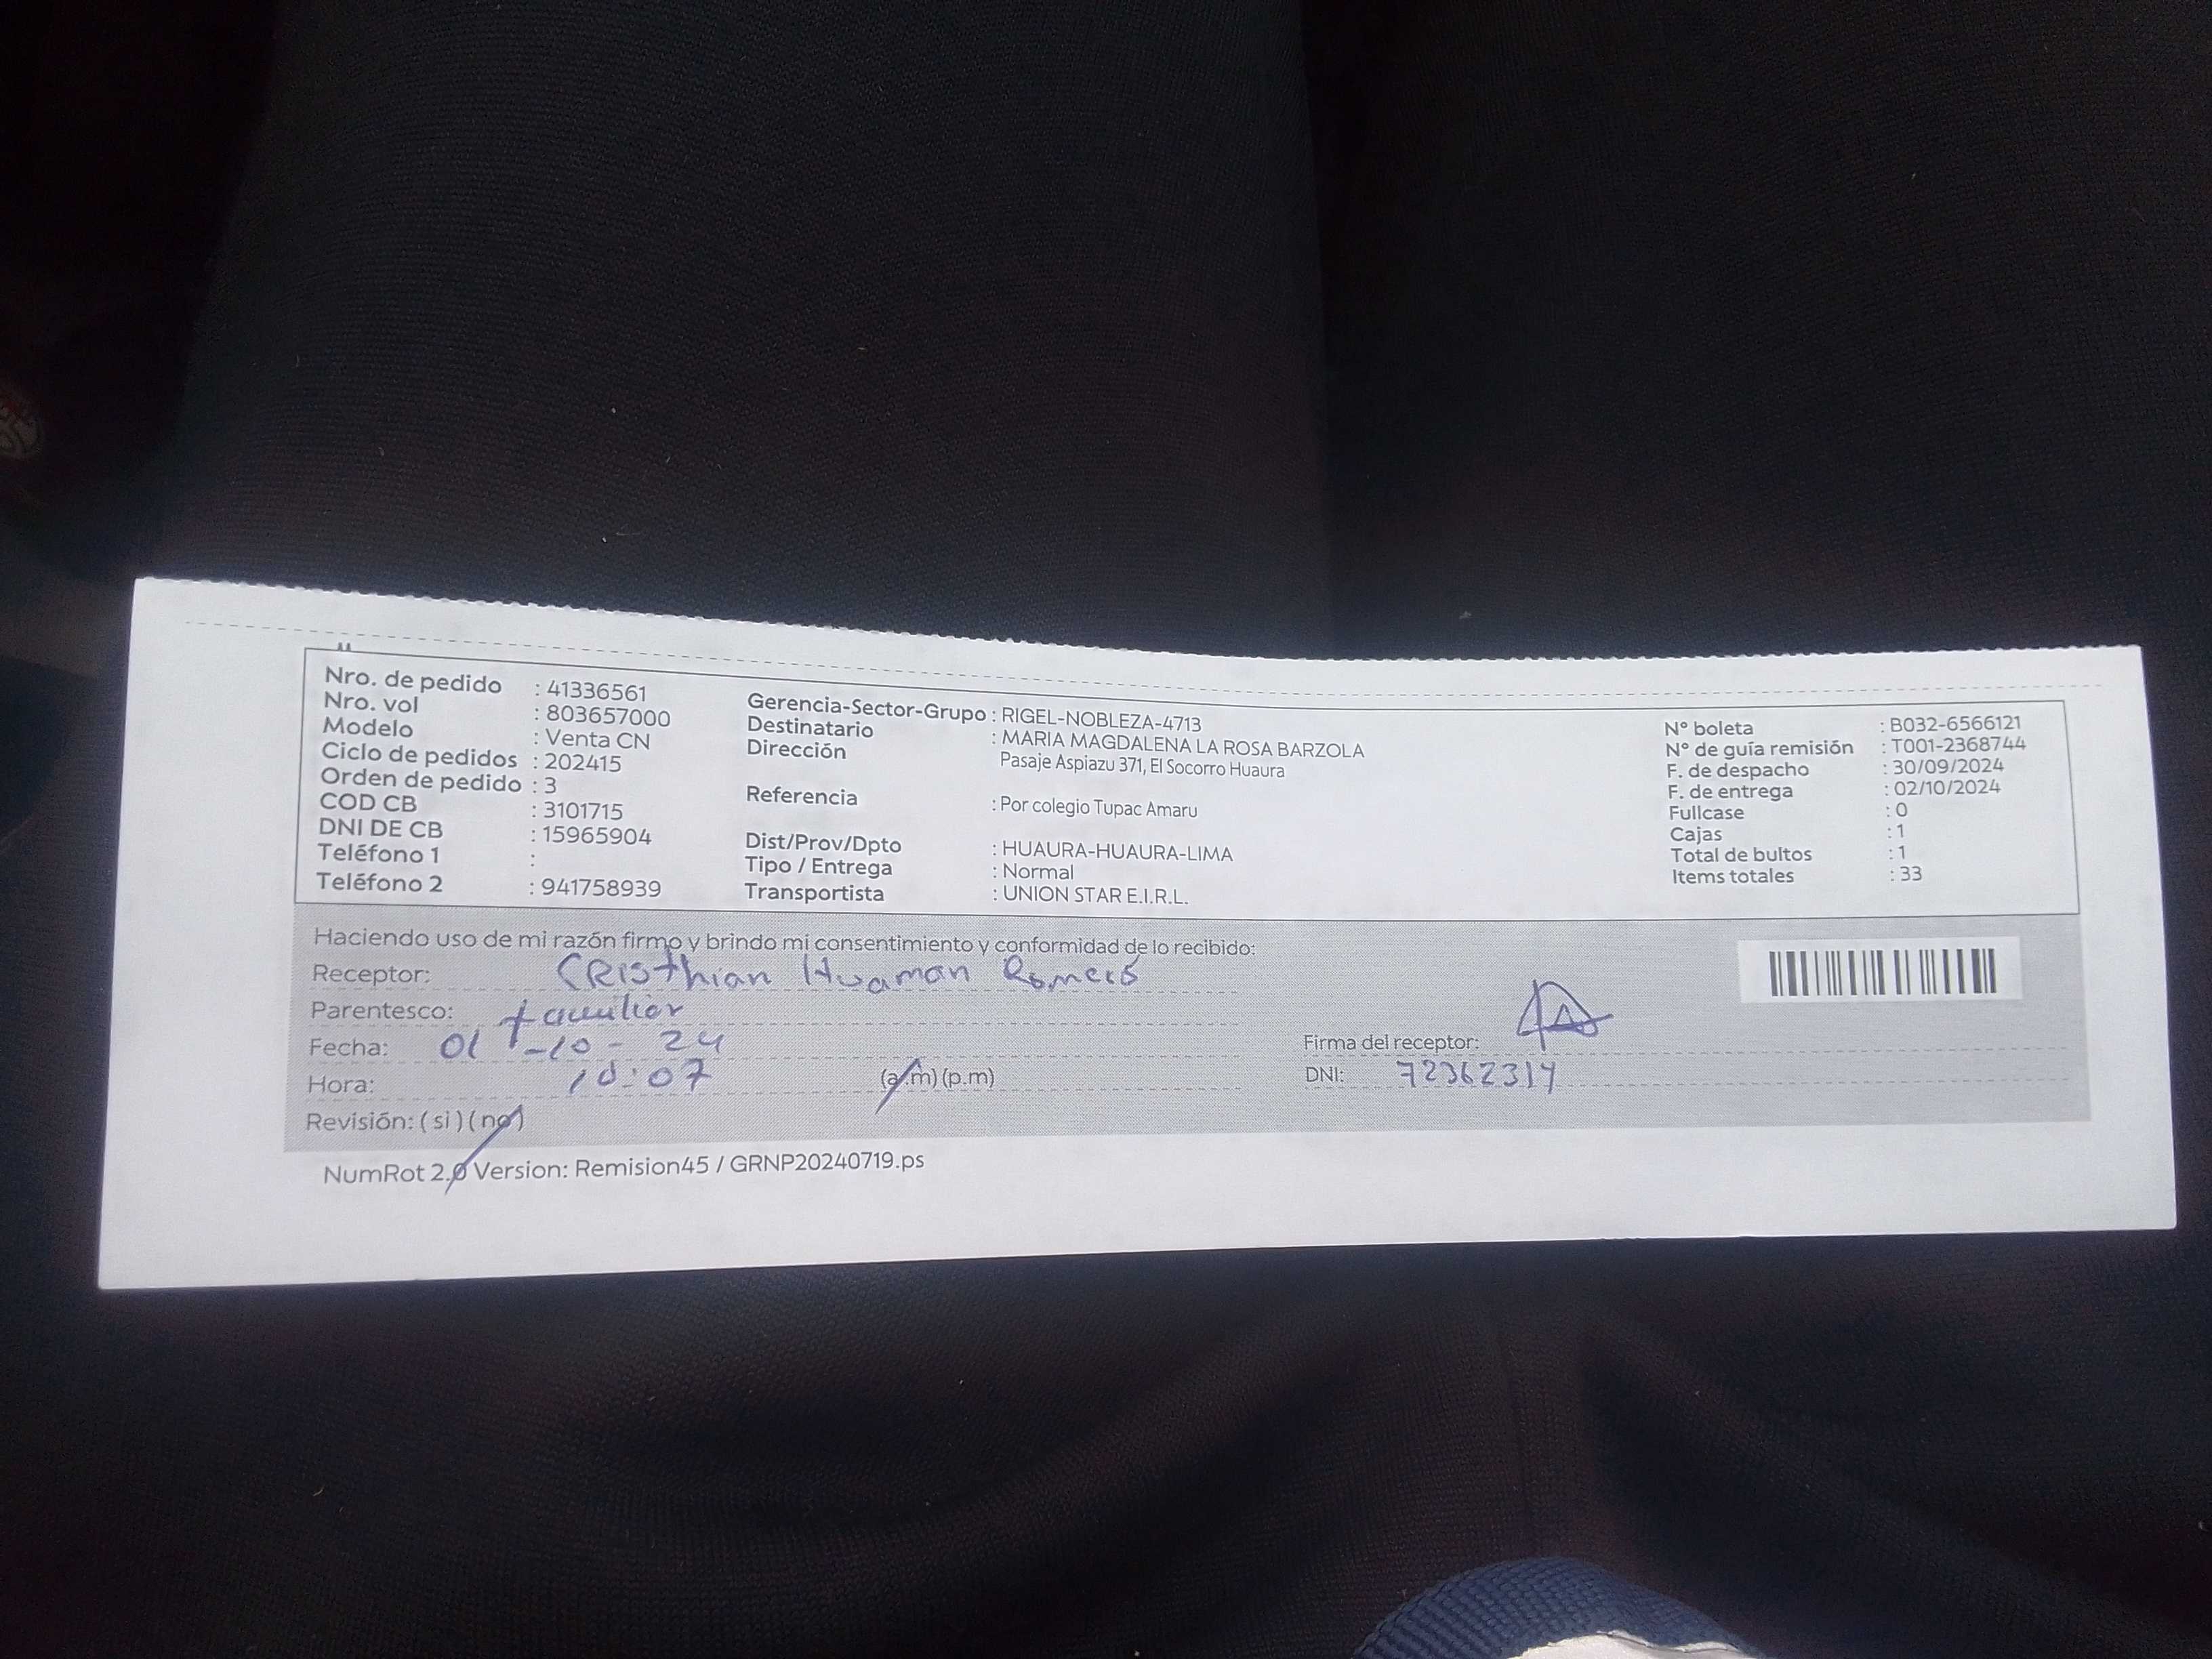 Nro. de pedido : 41336561
Nro. vol : 803657000
Modelo : Venta CN
Ciclo de pedidos : 202415
Orden de pedido : 3
COD CB : 3101715
DNI DE CB : 15965904
Teléfono 1 :
Teléfono 2 : 941758939
Gerencia-Sector-Grupo : RIGEL-NOBLEZA-4713
Destinatario : MARIA MAGDALENA LA ROSA BARZOLA
Dirección Pasaje Aspiazu 371, El Socorro Huaura
Referencia : Por colegio Tupac Amaru
Dist/Prov/Dpto : HUAURA-HUAURA-LIMA
Tipo / Entrega : Normal
Transportista : UNION STAR E.I.R.L.
N° boleta : B032-6566121
N° de guía remisión : T001-2368744
F. de despacho : 30/09/2024
F. de entrega : 02/10/2024
Fullcase : 0
Cajas : 1
Total de bultos : 1
Items totales : 33
Haciendo uso de mi razón firmo y brindo mi consentimiento y conformidad de lo recibido:
Receptor: CRisthian Huaman Romero
Parentesco: familiar
Fecha: 01-10-24
Hora: 10:07 (a.m) (p.m)
Revisión: ( si ) ( no )
Firma del receptor:
DNI: 72362314
NumRot 2.0 Version: Remision45 / GRNP20240719.ps